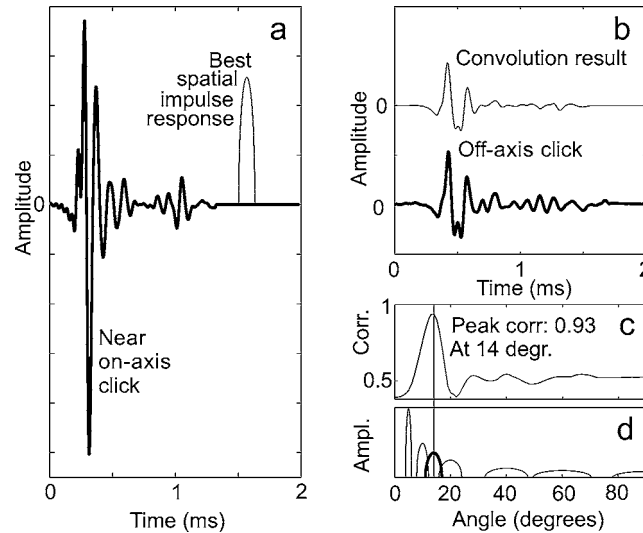 a
Best
spatial
impulse
response
Amplitude
0
Near
on-axis
click
0 1 2
Time (ms)
b
Convolution result
0
Off-axis click
Amplitude
0
0 1 2
Time (ms)
1
Corr.
0.5
Peak corr: 0.93
At 14 degr.
c
Ampl.
d
0 20 40 60 80
Angle (degrees)